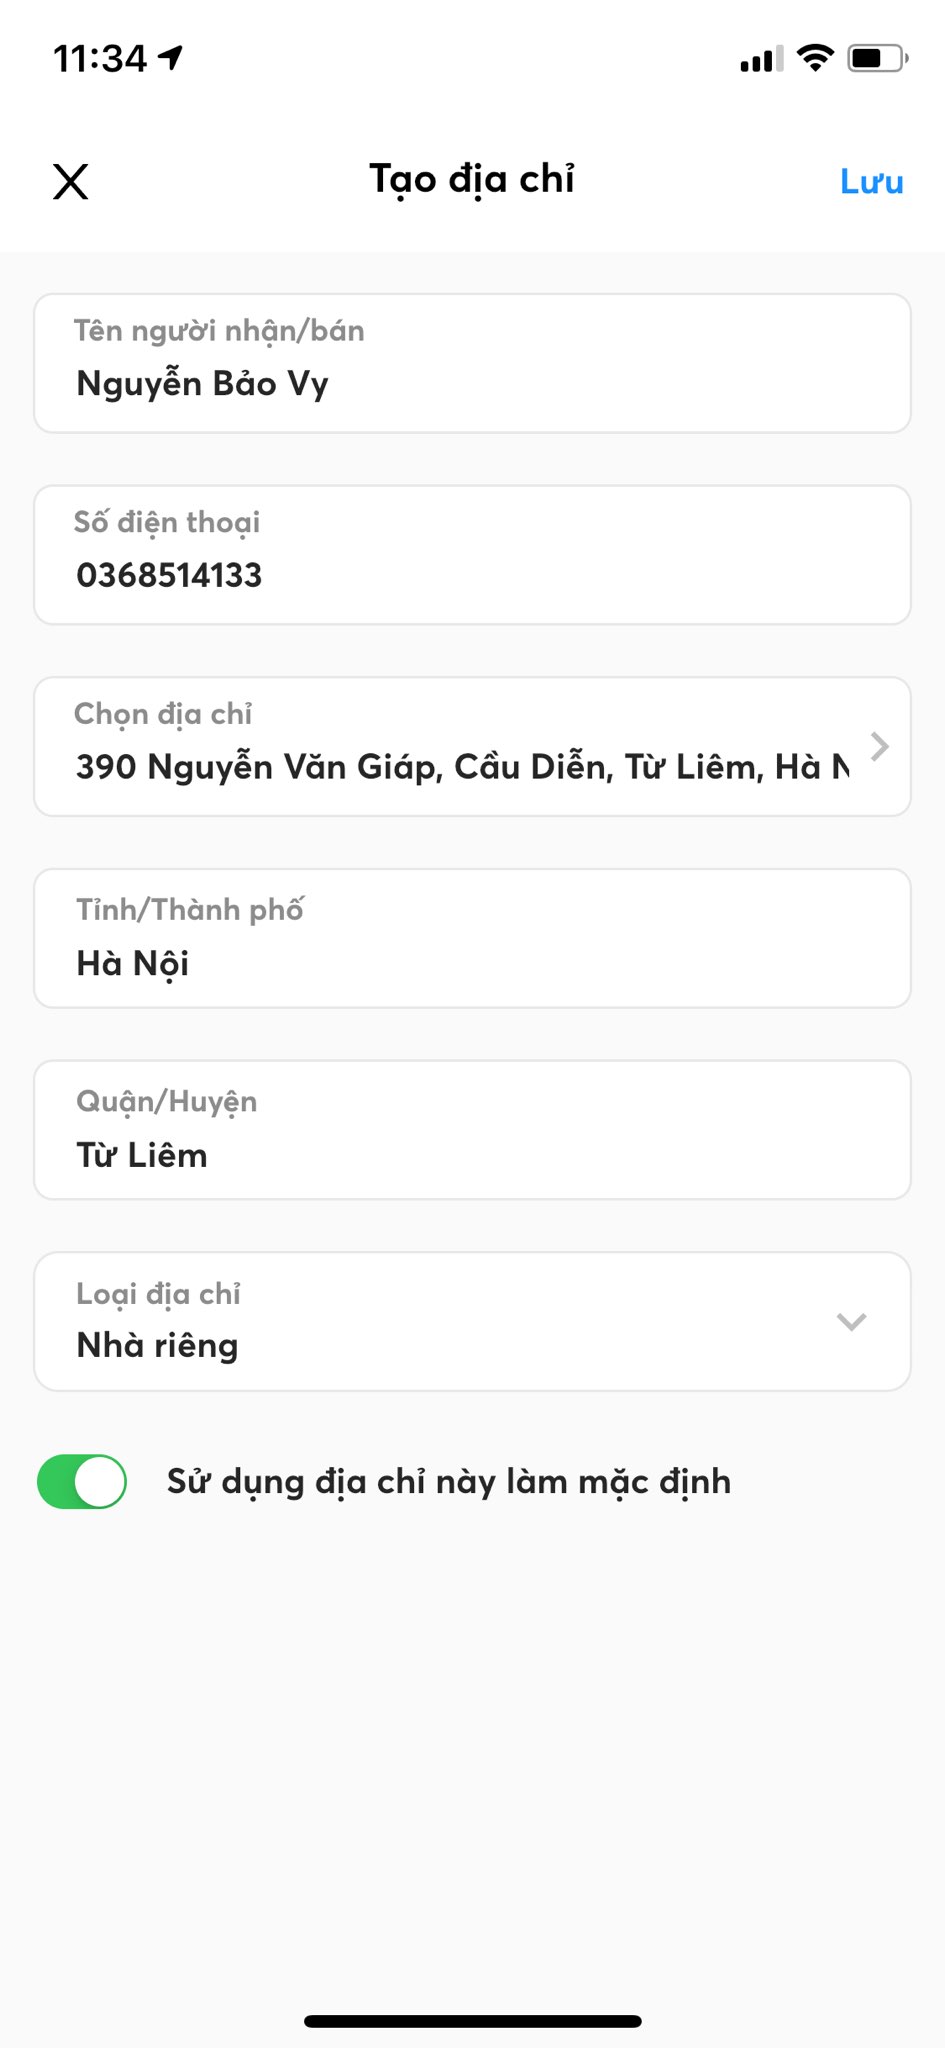 11:34
Tạo địa chỉ
Lưu
Tên người nhận/bán
Nguyễn Bảo Vy
Số điện thoại
0368514133
Chọn địa chỉ
390 Nguyễn Văn Giáp, Cầu Diễn, Từ Liêm, Hà N
Tỉnh/Thành phố
Hà Nội
Quận/Huyện
Từ Liêm
Loại địa chỉ
Nhà riêng
Sử dụng địa chỉ này làm mặc định